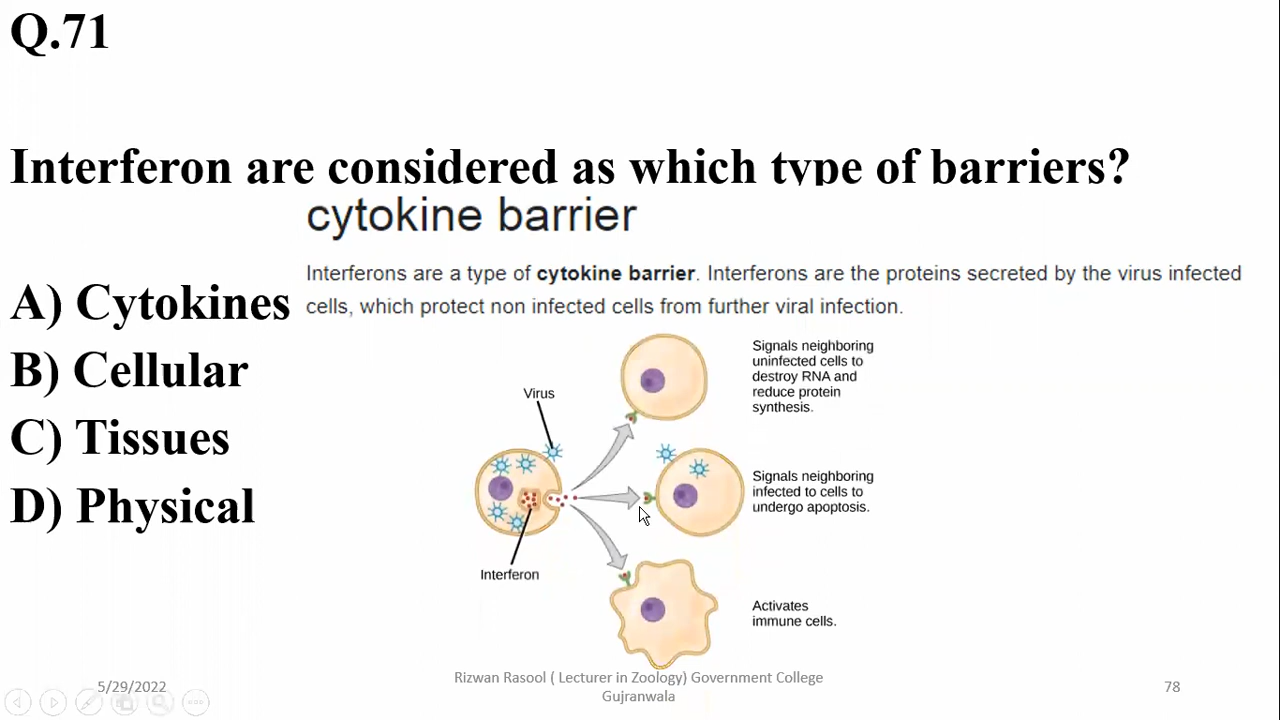 Q.71
Interferon are considered as which type of barriers?
cytokine barrier
Interferons are a type of cytokine barrier. Interferons are the proteins secreted by the virus infected
cells, which protect non infected cells from further viral infection.
A) Cytokines
B) Cellular
C) Tissues
D) Physical
Virus
Interferon
Signals neighboring
uninfected cells to
destroy RNA and
reduce protein
synthesis.
Signals neighboring
infected to cells to
undergo apoptosis.
Activates
immune cells.
5/29/2022
Rizwan Rasool ( Lecturer in Zoology) Government College
Gujranwala
78